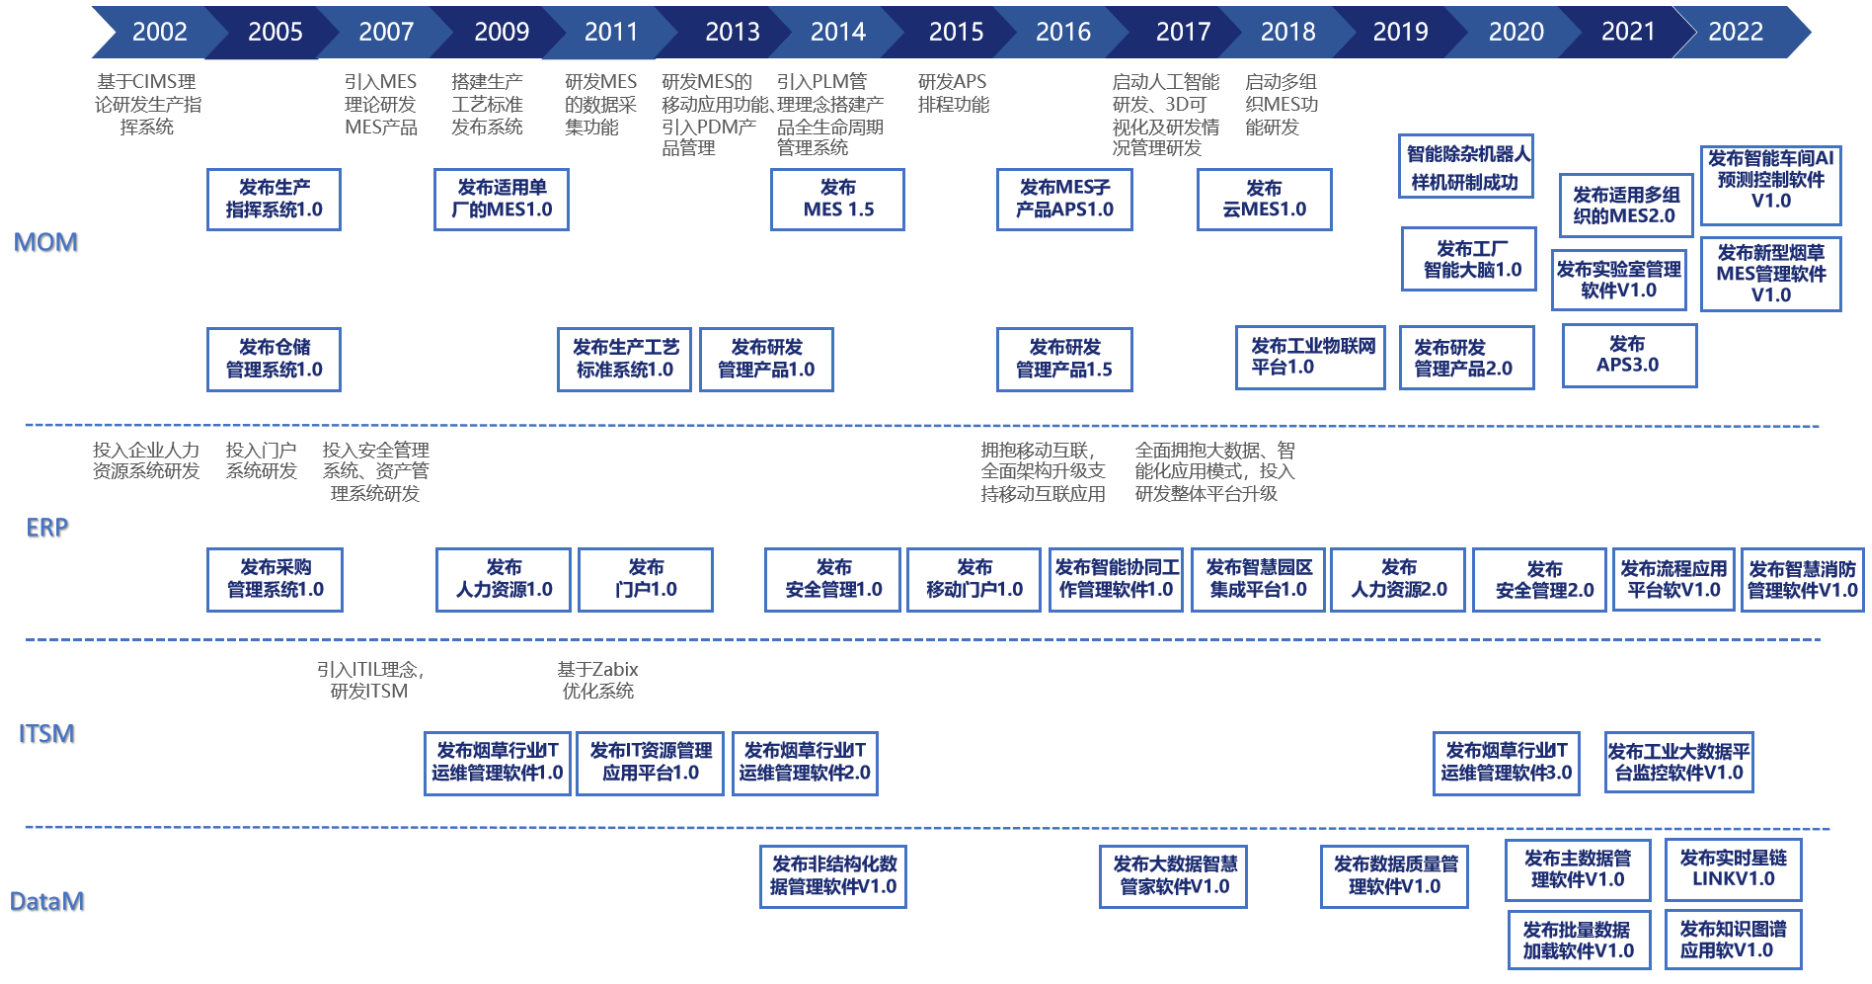 2002
2005
2007
2009
2011
2013
2014
2015
2016
2017
2018
2019
2020
2021
2022
基于CIMS理
论研发生产指
挥系统
引入MES
理论研发
MES产品
搭建生产
工艺标准
发布系统
研发MES
的数据采
集功能
研发MES的
移动应用功能、
引入PDM产
品管理
引入PLM管
理理念搭建产
品全生命周期
管理系统
研发APS
排程功能
启动人工智能
研发、3D可
视化及研发情
况管理研发
启动多组
织MES功
能研发
MOM
发布生产
指挥系统1.0
发布适用单
厂的MES1.0
发布
MES 1.5
发布MES子
产品APS1.0
发布
云MES1.0
智能除杂机器人
样机研制成功
发布适用多组
织的MES2.0
发布智能车间AI
预测控制软件
V1.0
发布工厂
智能大脑1.0
发布实验室管理
软件V1.0
发布新型烟草
MES管理软件
V1.0
发布仓储
管理系统1.0
发布生产工艺
标准系统1.0
发布研发
管理产品1.0
发布研发
管理产品1.5
发布工业物联网
平台1.0
发布研发
管理产品2.0
发布
APS3.0
投入企业人力
资源系统研发
投入门户
系统研发
投入安全管理
系统、资产管
理系统研发
拥抱移动互联，
全面架构升级支
持移动互联应用
全面拥抱大数据、智
能化应用模式，投入
研发整体平台升级
ERP
发布采购
管理系统1.0
发布
人力资源1.0
发布
门户1.0
发布
安全管理1.0
发布
移动门户1.0
发布智能协同工
作管理软件1.0
发布智慧园区
集成平台1.0
发布
人力资源2.0
发布
安全管理2.0
发布流程应用
平台软V1.0
发布智慧消防
管理软件V1.0
引入ITIL理念，
研发ITSM
基于Zabix
优化系统
ITSM
发布烟草行业IT
运维管理软件1.0
发布IT资源管理
应用平台1.0
发布烟草行业IT
运维管理软件2.0
发布烟草行业IT
运维管理软件3.0
发布工业大数据平
台监控软件V1.0
DataM
发布非结构化数
据管理软件V1.0
发布大数据智慧
管家软件V1.0
发布数据质量管
理软件V1.0
发布主数据管
理软件V1.0
发布实时星链
LINKV1.0
发布批量数据
加载软件V1.0
发布知识图谱
应用软V1.0